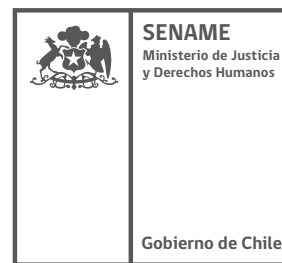 SENAME
Ministerio de Justicia
y Derechos Humanos
Gobierno de Chile